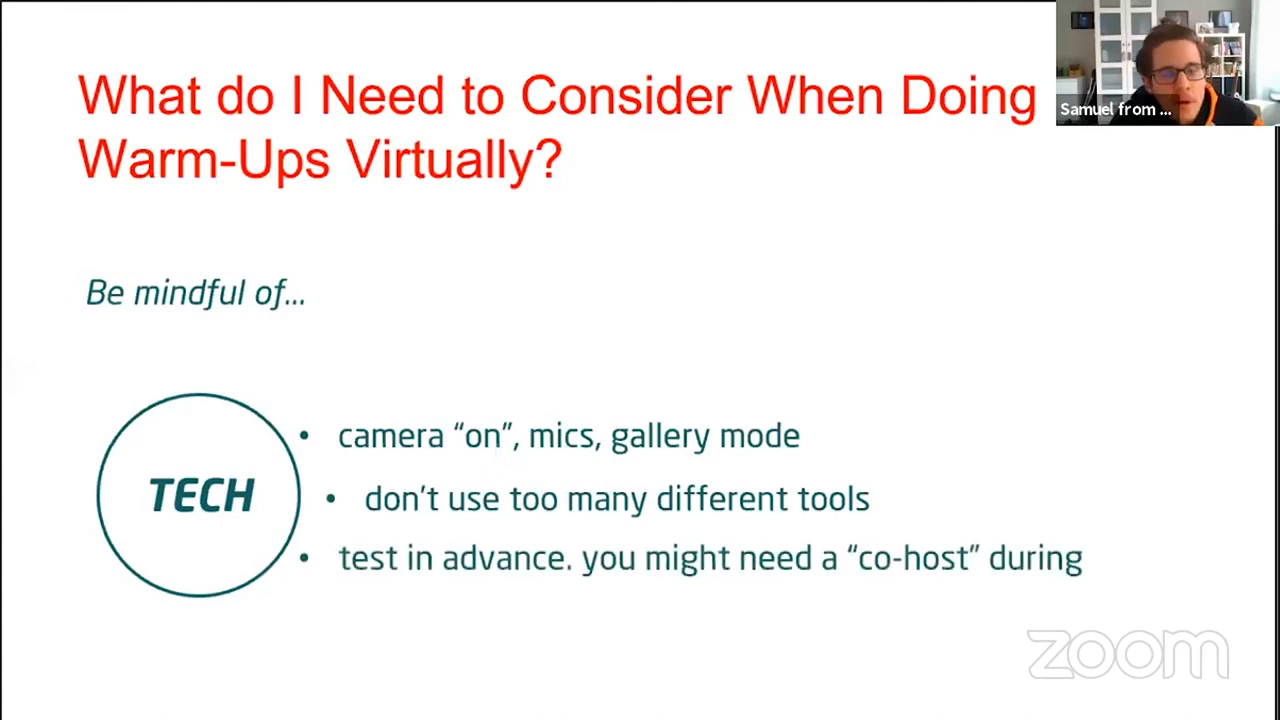 What do I Need to Consider When Doing
Warm-Ups Virtually?
Samuel from ...
Be mindful of...
TECH
• camera “on”, mics, gallery mode
• don’t use too many different tools
• test in advance. you might need a “co-host” during
zoom